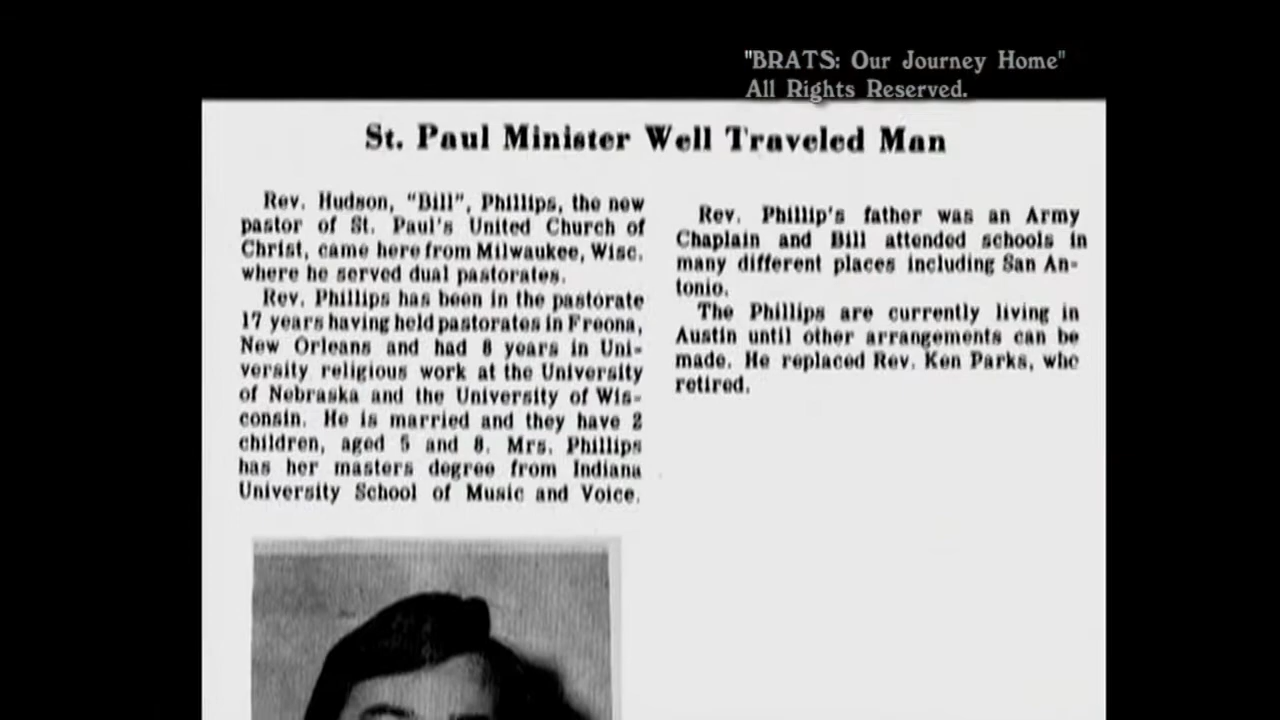 "BRATS: Our Journey Home"
All Rights Reserved.
St. Paul Minister Well Traveled Man
Rev. Hudson, "Bill", Phillips, the new
pastor of St. Paul's United Church of
Christ, came here from Milwaukee, Wisc.
where he served dual pastorates.
Rev. Phillips has been in the pastorate
17 years having held pastorates in Freona,
New Orleans and had 8 years in Uni-
versity religious work at the University
of Nebraska and the University of Wis-
consin. He is married and they have 2
children, aged 5 and 8. Mrs. Phillips
has her masters degree from Indiana
University School of Music and Voice.
Rev. Phillip's father was an Army
Chaplain and Bill attended schools in
many different places including San An-
tonio.
The Phillips are currently living in
Austin until other arrangements can be
made. He replaced Rev. Ken Parks, who
retired.